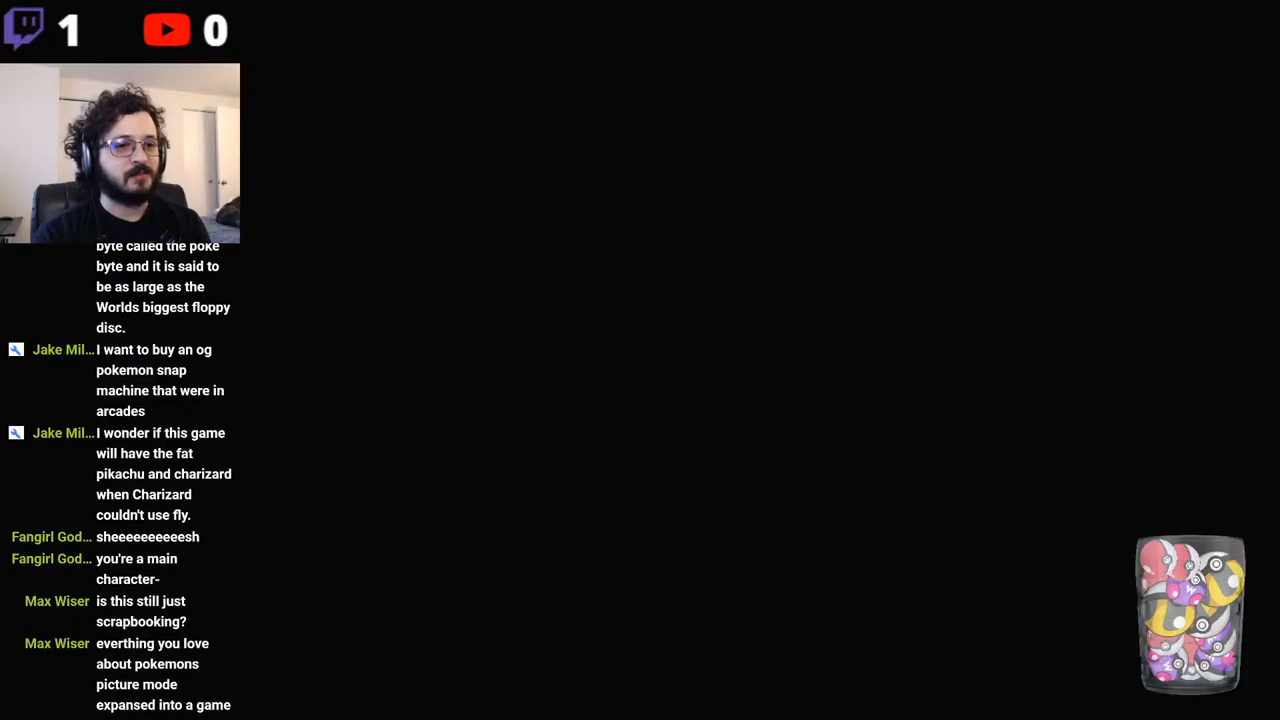 1
0
byte called the poke
byte and it is said to
be as large as the
Worlds biggest floppy
disc.
Jake Mil... I want to buy an og
pokemon snap
machine that were in
arcades
Jake Mil... I wonder if this game
will have the fat
pikachu and charizard
when Charizard
couldn't use fly.
Fangirl God... sheeeeeeeeeesh
Fangirl God... you're a main
character-
Max Wiser is this still just
scrapbooking?
Max Wiser everthing you love
about pokemons
picture mode
expansed into a game